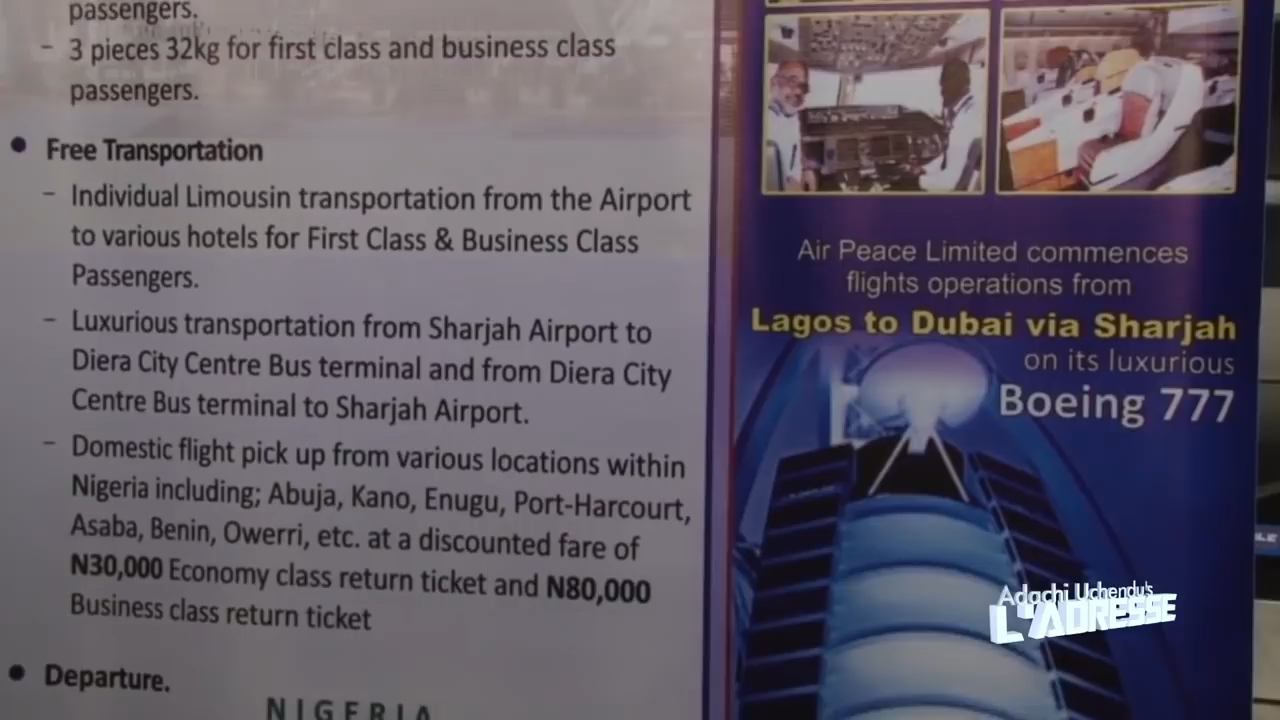 passengers.
- 3 pieces 32kg for first class and business class
passengers.
• Free Transportation
- Individual Limousin transportation from the Airport
to various hotels for First Class & Business Class
Passengers.
- Luxurious transportation from Sharjah Airport to
Diera City Centre Bus terminal and from Diera City
Centre Bus terminal to Sharjah Airport.
- Domestic flight pick up from various locations within
Nigeria including; Abuja, Kano, Enugu, Port-Harcourt,
Asaba, Benin, Owerri, etc. at a discounted fare of
N30,000 Economy class return ticket and N80,000
Business class return ticket
• Departure.
NIGERIA
Air Peace Limited commences
flights operations from
Lagos to Dubai via Sharjah
on its luxurious
Boeing 777
Adachi Uchendu's
L'ADRESSE